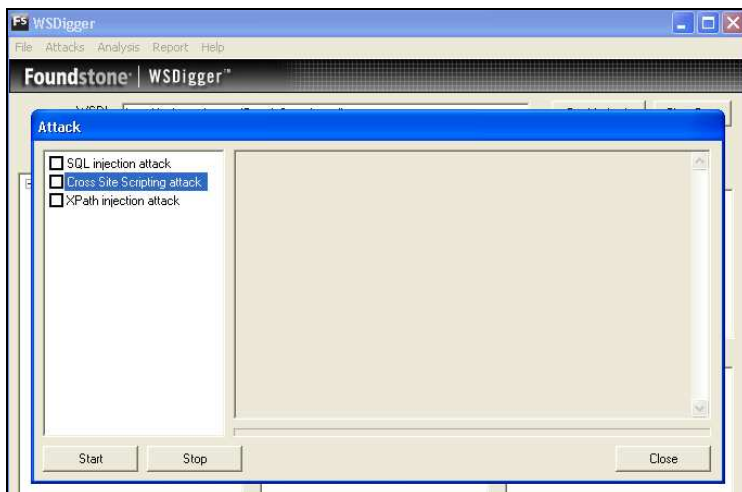 FS WSDigger
File Attacks Analysis Report Help
Foundstone | WSDigger™
Attack
SQL injection attack
Cross Site Scripting attack
XPath injection attack
Start Stop Close